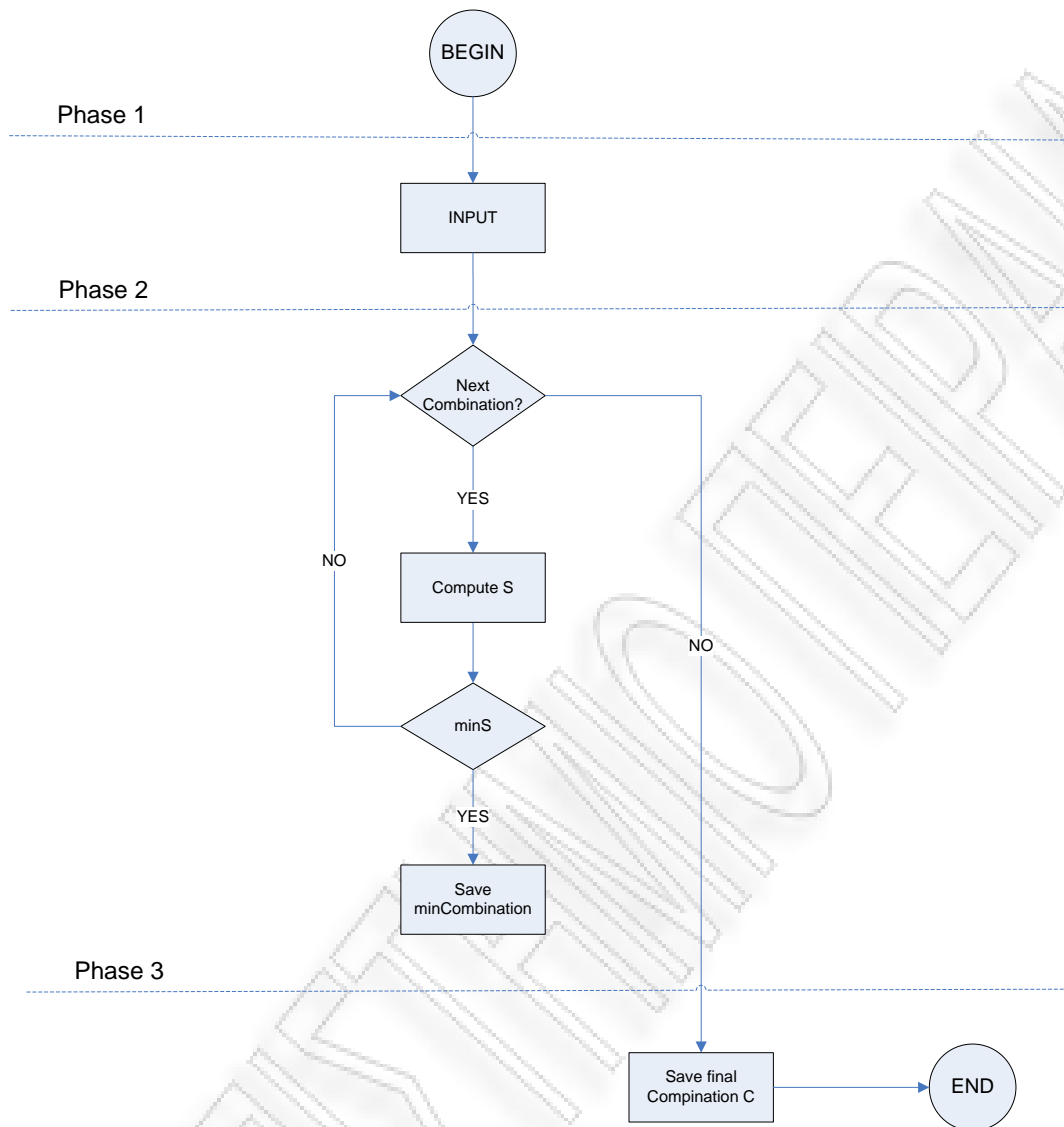 BEGIN
Phase 1
INPUT
Phase 2
Next
Combination?
YES
NO
Compute S
NO
minS
YES
Save
minCombination
Phase 3
Save final
Compination C
END